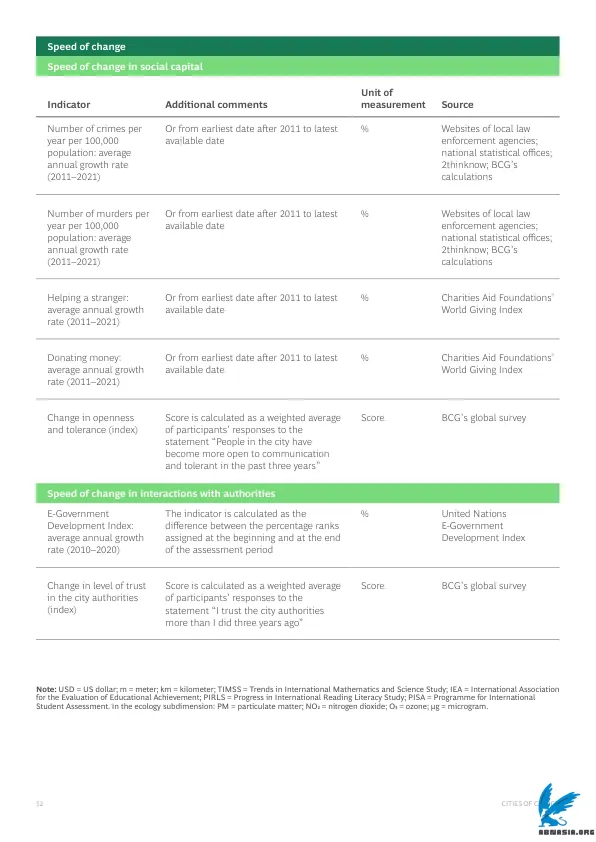 Speed of change
Speed of change in social capital
Indicator
Additional comments
Unit of
measurement
Source
Number of crimes per
year per 100,000
population: average
annual growth rate
(2011–2021)
Or from earliest date after 2011 to latest
available date
%
Websites of local law
enforcement agencies;
national statistical offices;
2thinknow; BCG's
calculations
Number of murders per
year per 100,000
population: average
annual growth rate
(2011–2021)
Or from earliest date after 2011 to latest
available date
%
Websites of local law
enforcement agencies;
national statistical offices;
2thinknow; BCG's
calculations
Helping a stranger:
average annual growth
rate (2011–2021)
Or from earliest date after 2011 to latest
available date
%
Charities Aid Foundations'
World Giving Index
Donating money:
average annual growth
rate (2011–2021)
Or from earliest date after 2011 to latest
available date
%
Charities Aid Foundations'
World Giving Index
Change in openness
and tolerance (index)
Score is calculated as a weighted average
of participants' responses to the
statement “People in the city have
become more open to communication
and tolerant in the past three years”
Score
BCG's global survey
Speed of change in interactions with authorities
E-Government
Development Index:
average annual growth
rate (2010–2020)
The indicator is calculated as the
difference between the percentage ranks
assigned at the beginning and at the end
of the assessment period
%
United Nations
E-Government
Development Index
Change in level of trust
in the city authorities
(index)
Score is calculated as a weighted average
of participants' responses to the
statement “I trust the city authorities
more than I did three years ago”
Score
BCG's global survey
Note: USD = US dollar; m = meter; km = kilometer; TIMSS = Trends in International Mathematics and Science Study; IEA = International Association
for the Evaluation of Educational Achievement; PIRLS = Progress in International Reading Literacy Study; PISA = Programme for International
Student Assessment. In the ecology subdimension: PM = particulate matter; NO₂ = nitrogen dioxide; O₃ = ozone; µg = microgram.
52
CITIES OF
ABNASIA.ORG